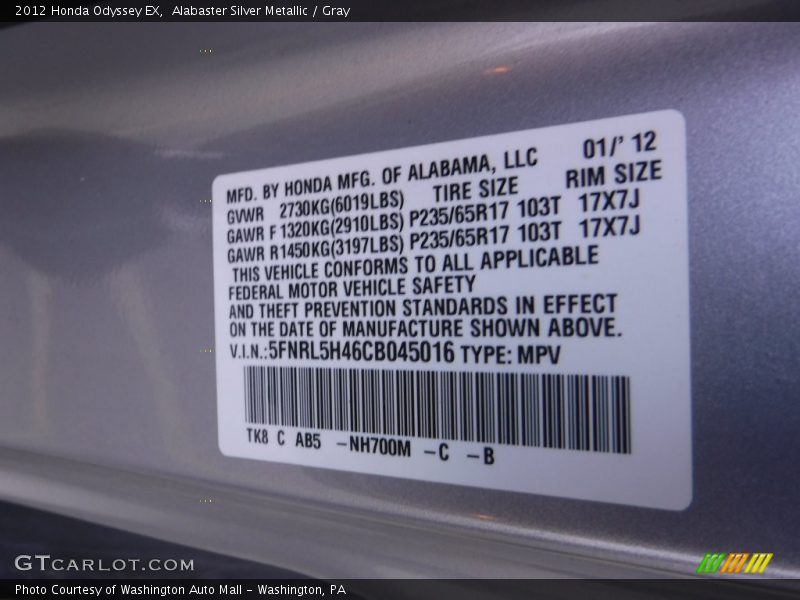 2012 Honda Odyssey EX,  Alabaster Silver Metallic / Gray
MFD. BY HONDA MFG. OF ALABAMA, LLC 01/' 12
GVWR 2730KG(6019LBS) TIRE SIZE RIM SIZE
GAWR F 1320KG(2910LBS) P235/65R17 103T 17X7J
GAWR R1450KG(3197LBS) P235/65R17 103T 17X7J
THIS VEHICLE CONFORMS TO ALL APPLICABLE
FEDERAL MOTOR VEHICLE SAFETY
AND THEFT PREVENTION STANDARDS IN EFFECT
ON THE DATE OF MANUFACTURE SHOWN ABOVE.
V.I.N.:5FNRL5H46CB045016 TYPE: MPV
TK8 C AB5 -NH700M -C -B
GTCARLOT.COM
Photo Courtesy of Washington Auto Mall - Washington, PA